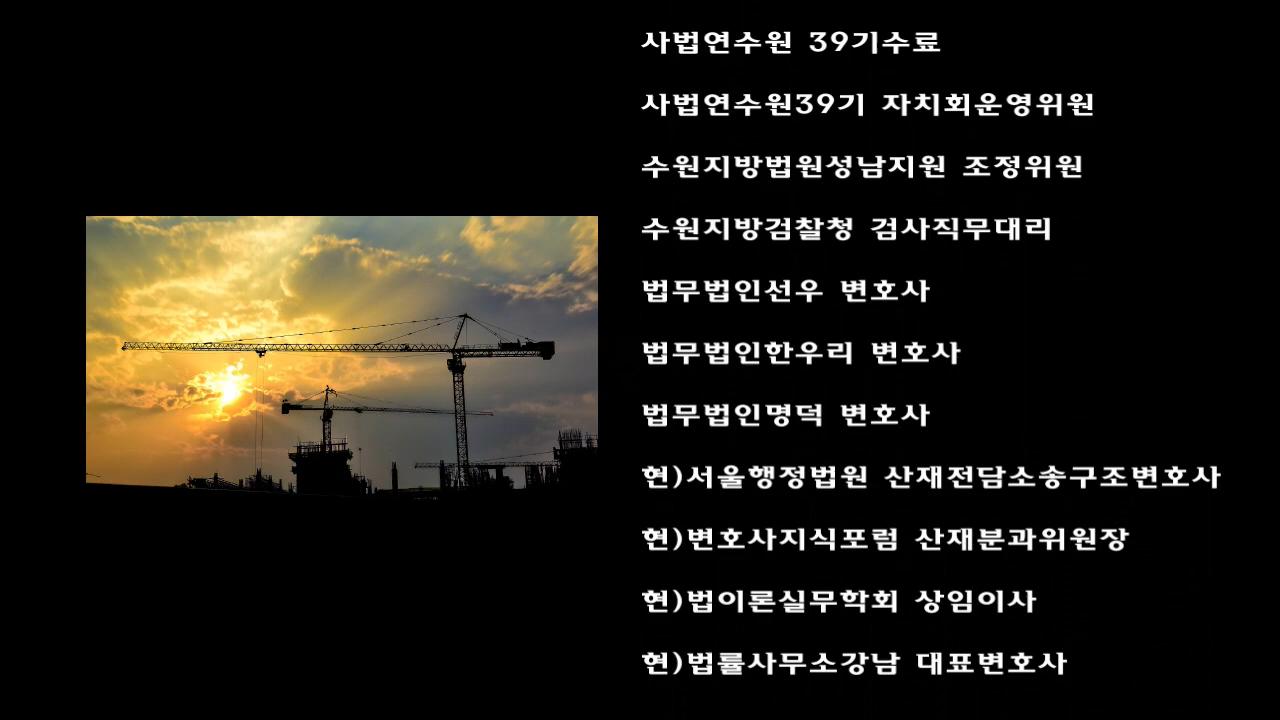 사법연수원 39기수료
사법연수원39기 자치회운영위원
수원지방법원성남지원 조정위원
수원지방검찰청 검사직무대리
법무법인선우 변호사
법무법인한우리 변호사
법무법인명덕 변호사
현)서울행정법원 산재전담소송구조변호사
현)변호사지식포럼 산재분과위원장
현)법이론실무학회 상임이사
현)법률사무소강남 대표변호사